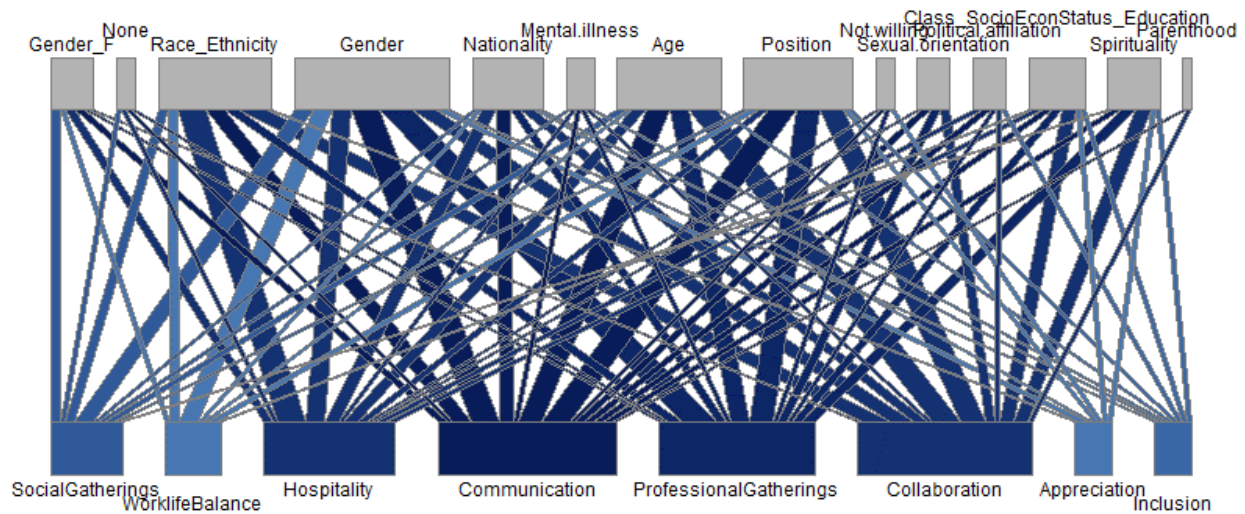 Class_SocioEconStatus_Education
None Mental.illness Not.willing Political.affiliation Parenthood
Gender_F Race_Ethnicity Gender Nationality Age Position Sexual.orientation Spirituality
SocialGatherings Hospitality Communication ProfessionalGatherings Collaboration Appreciation
WorklifeBalance Inclusion